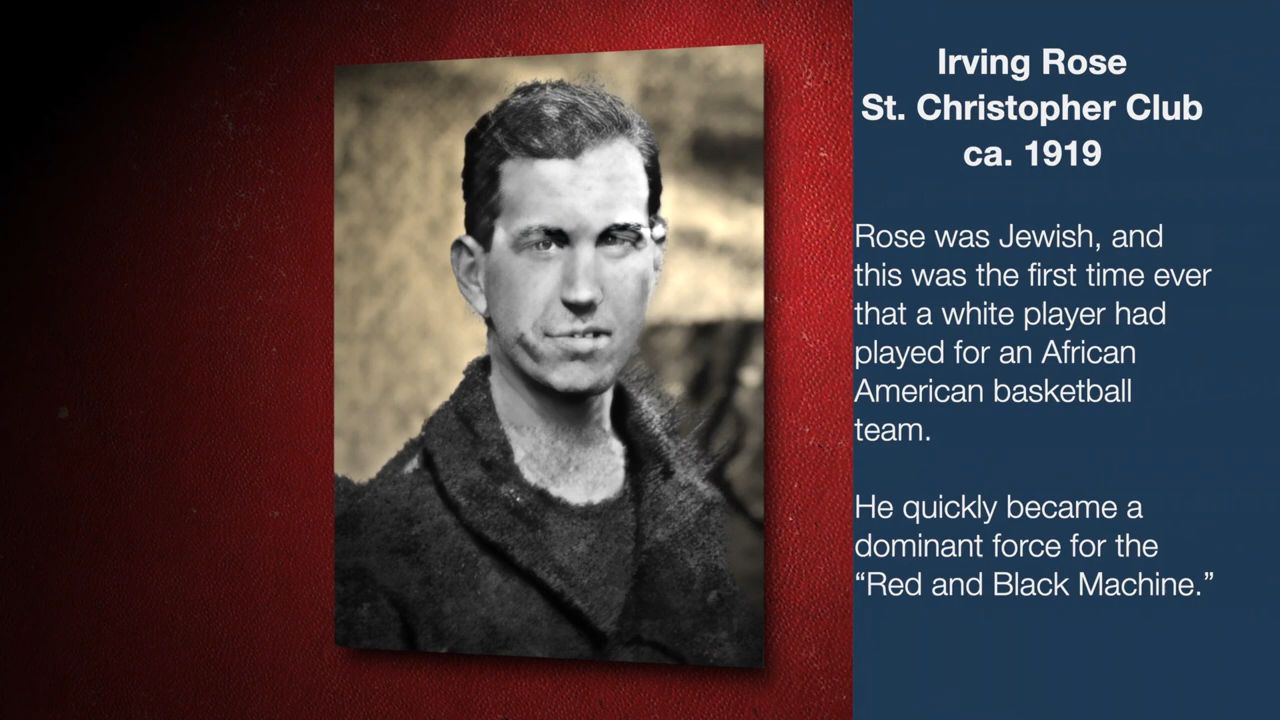 Irving Rose
St. Christopher Club
ca. 1919
Rose was Jewish, and
this was the first time ever
that a white player had
played for an African
American basketball
team.
He quickly became a
dominant force for the
“Red and Black Machine.”